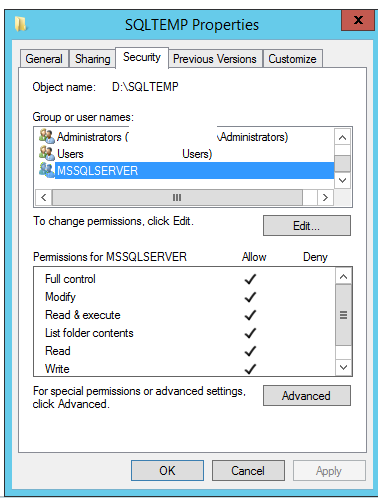 SQLTEMP Properties
x
General Sharing Security Previous Versions Customize
Object name: D:\SQLTEMP
Group or user names:
Administrators ( \Administrators)
Users Users)
MSSQLSERVER
To change permissions, click Edit.
Edit...
Permissions for MSSQLSERVER Allow Deny
Full control
Modify
Read & execute
List folder contents
Read
Write
For special permissions or advanced settings,
click Advanced.
Advanced
OK Cancel Apply